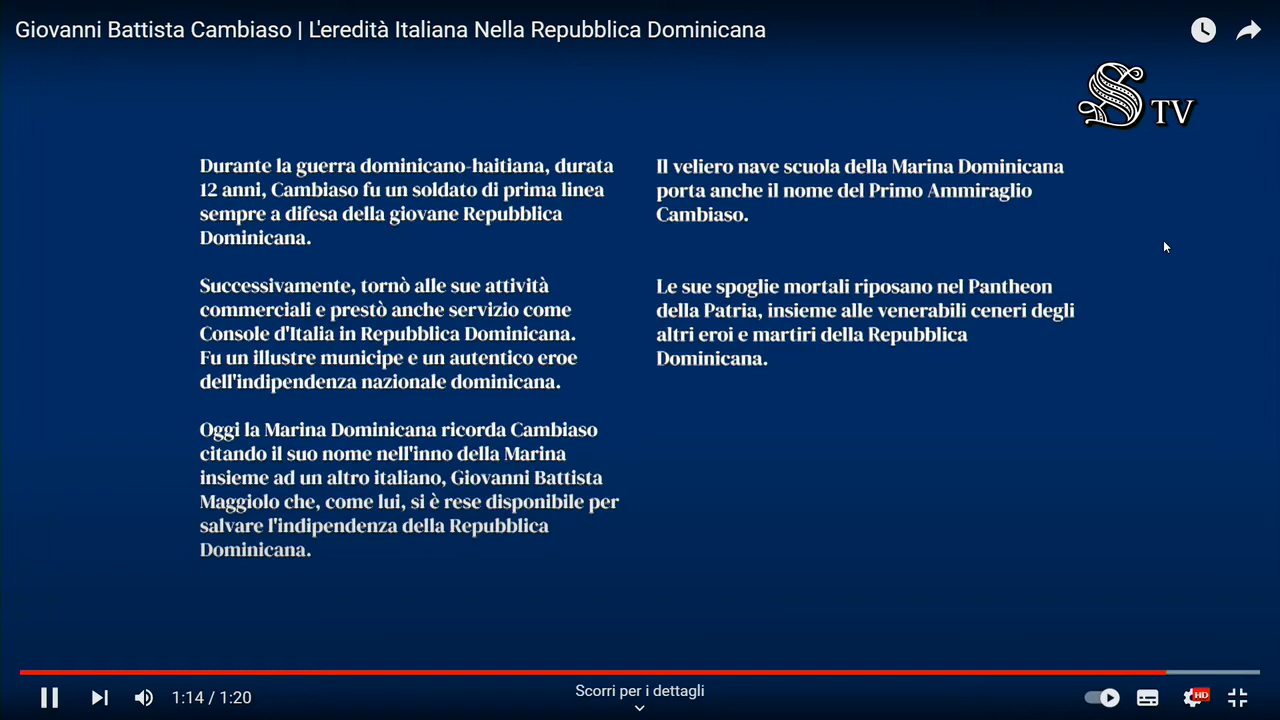 Giovanni Battista Cambiaso | L'eredità Italiana Nella Repubblica Dominicana
S TV
Durante la guerra dominicano-haitiana, durata
12 anni, Cambiaso fu un soldato di prima linea
sempre a difesa della giovane Repubblica
Dominicana.
Successivamente, tornò alle sue attività
commerciali e prestò anche servizio come
Console d'Italia in Repubblica Dominicana.
Fu un illustre municipe e un autentico eroe
dell'indipendenza nazionale dominicana.
Oggi la Marina Dominicana ricorda Cambiaso
citando il suo nome nell'inno della Marina
insieme ad un altro italiano, Giovanni Battista
Maggiolo che, come lui, si è rese disponibile per
salvare l'indipendenza della Repubblica
Dominicana.
Il veliero nave scuola della Marina Dominicana
porta anche il nome del Primo Ammiraglio
Cambiaso.
Le sue spoglie mortali riposano nel Pantheon
della Patria, insieme alle venerabili ceneri degli
altri eroi e martiri della Repubblica
Dominicana.
1:14 / 1:20
Scorri per i dettagli
HD